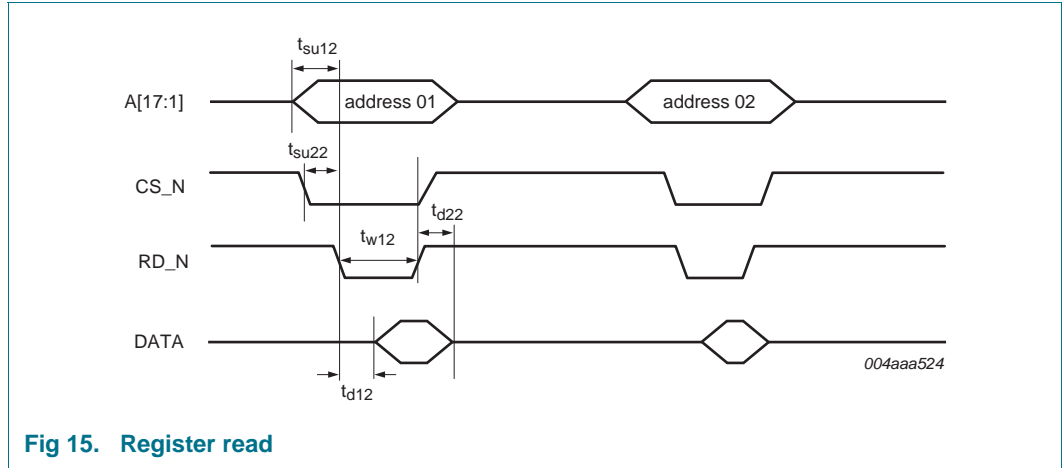 tsu12
A[17:1]
address 01
address 02
tsu22
CS_N
td22
tw12
RD_N
DATA
004aaa524
td12
Fig 15. Register read